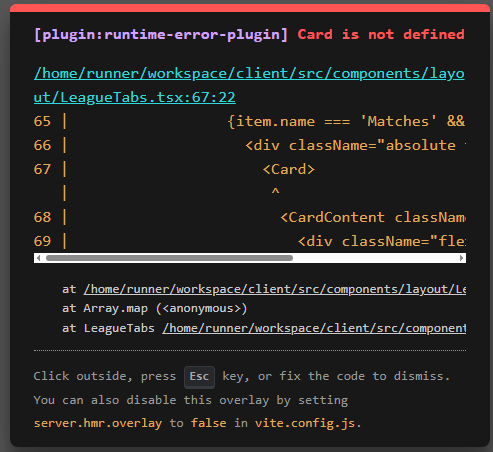 [plugin:runtime-error-plugin] Card is not defined
/home/runner/workspace/client/src/components/layo
ut/LeagueTabs.tsx:67:22
65 | {item.name === 'Matches' &&
66 | <div className="absolute
67 | <Card>
| ^
68 | <CardContent className
69 | <div className="fle
at /home/runner/workspace/client/src/components/layout/Le
at Array.map (<anonymous>)
at LeagueTabs /home/runner/workspace/client/src/component
Click outside, press Esc key, or fix the code to dismiss.
You can also disable this overlay by setting
server.hmr.overlay to false in vite.config.js.